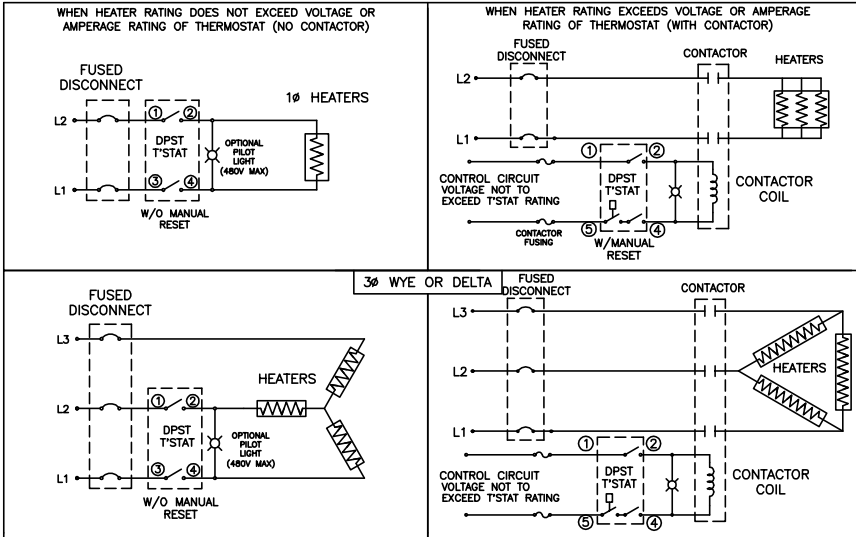 WHEN HEATER RATING DOES NOT EXCEED VOLTAGE OR
AMPERAGE RATING OF THERMOSTAT (NO CONTACTOR)
FUSED
DISCONNECT
1ø HEATERS
L2
① ②
DPST
T'STAT
OPTIONAL
PILOT
LIGHT
(480V MAX)
L1
③ ④
W/O MANUAL
RESET
WHEN HEATER RATING EXCEEDS VOLTAGE OR AMPERAGE
RATING OF THERMOSTAT (WITH CONTACTOR)
FUSED
DISCONNECT
CONTACTOR
HEATERS
L2
L1
① ②
CONTROL CIRCUIT
VOLTAGE NOT TO
EXCEED T'STAT RATING
DPST
T'STAT
CONTACTOR
COIL
CONTACTOR
FUSING
⑤ ④
W/MANUAL
RESET
3ø WYE OR DELTA
FUSED
DISCONNECT
L3
HEATERS
L2
① ②
DPST
T'STAT
OPTIONAL
PILOT
LIGHT
(480V MAX)
L1
③ ④
W/O MANUAL
RESET
FUSED
DISCONNECT
CONTACTOR
L3
L2
HEATERS
L1
① ②
CONTROL CIRCUIT
VOLTAGE NOT TO
EXCEED T'STAT RATING
DPST
T'STAT
CONTACTOR
COIL
⑤ ④